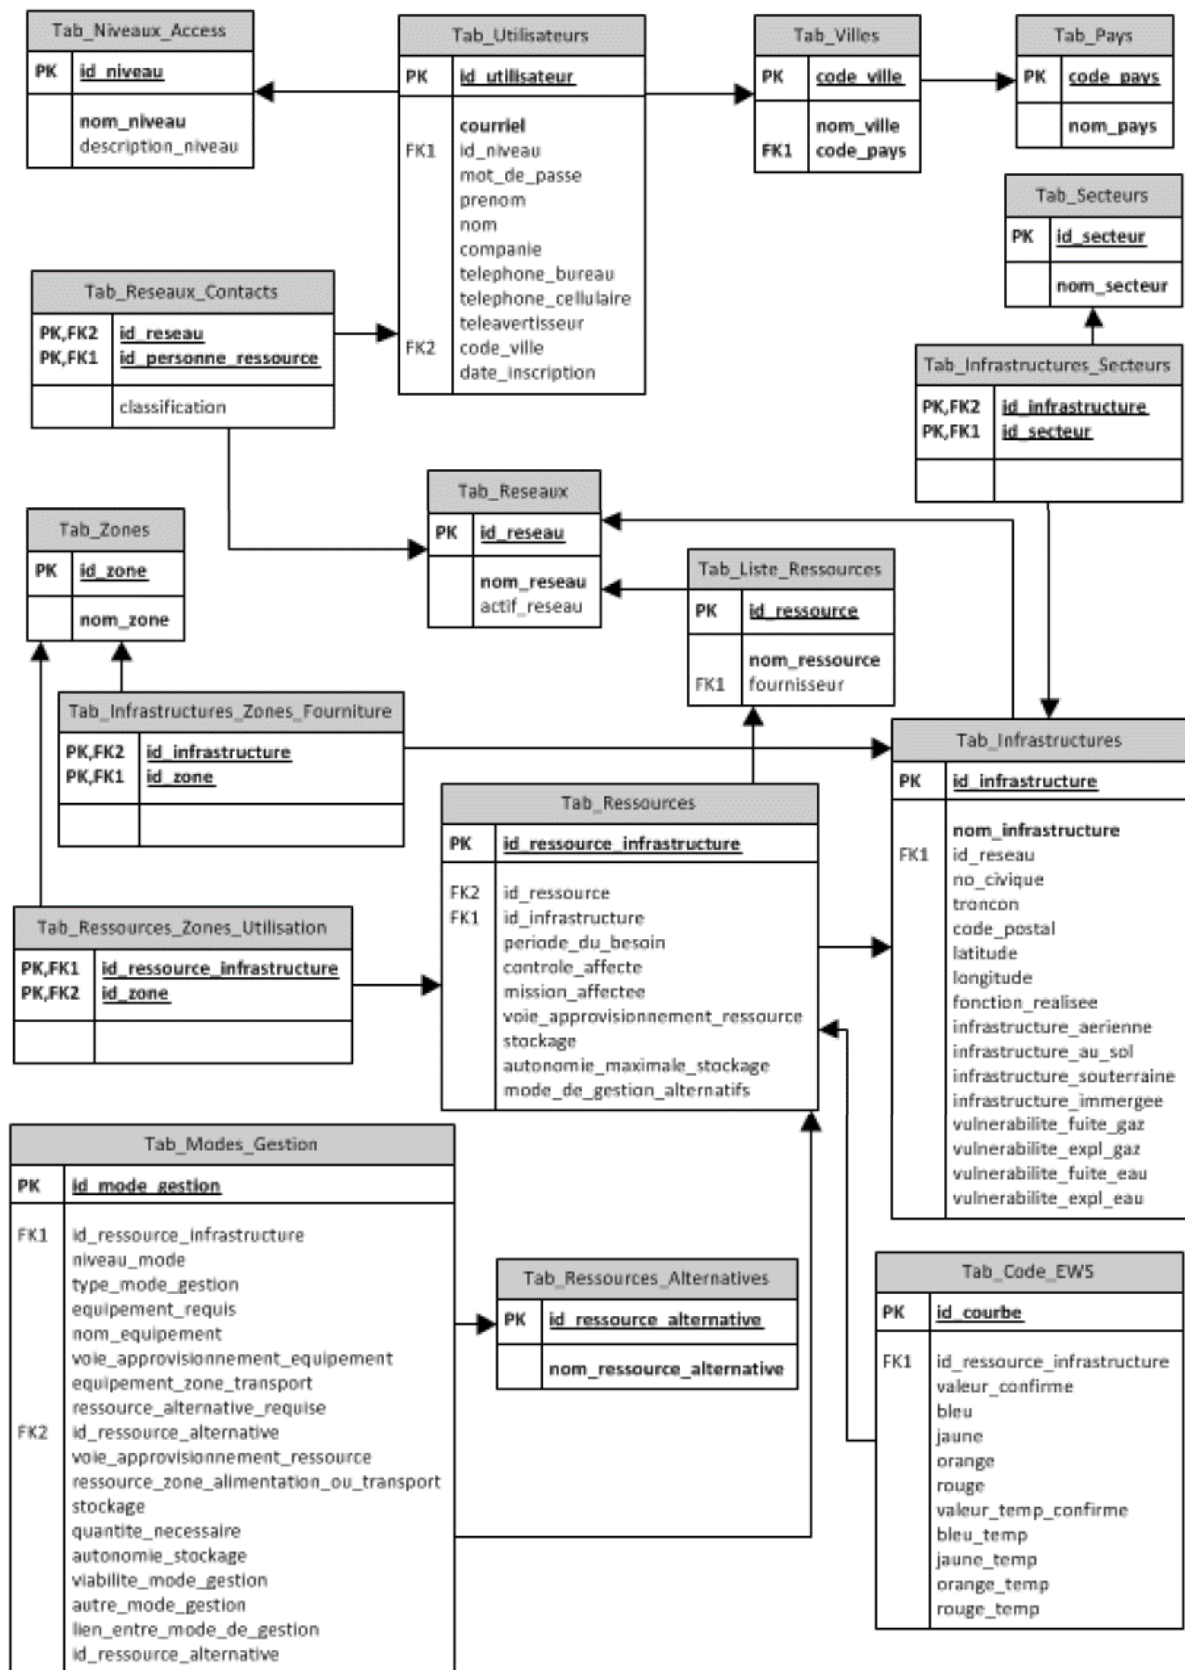 Tab_Niveaux_Access
PK id_niveau
nom_niveau
description_niveau
Tab_Utilisateurs
PK id_utilisateur
courriel
FK1 id_niveau
mot_de_passe
prenom
nom
companie
telephone_bureau
telephone_cellulaire
teleavertisseur
FK2 code_ville
date_inscription
Tab_Villes
PK code_ville
nom_ville
FK1 code_pays
Tab_Pays
PK code_pays
nom_pays
Tab_Secteurs
PK id_secteur
nom_secteur
Tab_Reseaux_Contacts
PK,FK2 id_reseau
PK,FK1 id_personne_ressource
classification
Tab_Infrastructures_Secteurs
PK,FK2 id_infrastructure
PK,FK1 id_secteur
Tab_Reseaux
PK id_reseau
nom_reseau
actif_reseau
Tab_Zones
PK id_zone
nom_zone
Tab_Liste_Ressources
PK id_ressource
nom_ressource
FK1 fournisseur
Tab_Infrastructures_Zones_Fourniture
PK,FK2 id_infrastructure
PK,FK1 id_zone
Tab_Infrastructures
PK id_infrastructure
nom_infrastructure
FK1 id_reseau
no_civique
troncon
code_postal
latitude
longitude
fonction_realisee
infrastructure_aerienne
infrastructure_au_sol
infrastructure_souterraine
infrastructure_immergee
vulnerabilite_fuite_gaz
vulnerabilite_expl_gaz
vulnerabilite_fuite_eau
vulnerabilite_expl_eau
Tab_Ressources
PK id_ressource_infrastructure
FK2 id_ressource
FK1 id_infrastructure
periode_du_besoin
controle_affecte
mission_affectee
voie_approvisionnement_ressource
stockage
autonomie_maximale_stockage
mode_de_gestion_alternatifs
Tab_Ressources_Zones_Utilisation
PK,FK1 id_ressource_infrastructure
PK,FK2 id_zone
Tab_Modes_Gestion
PK id_mode_gestion
FK1 id_ressource_infrastructure
niveau_mode
type_mode_gestion
equipement_requis
nom_equipement
voie_approvisionnement_equipement
equipement_zone_transport
ressource_alternative_requise
FK2 id_ressource_alternative
voie_approvisionnement_ressource
ressource_zone_alimentation_ou_transport
stockage
quantite_necessaire
autonomie_stockage
viabilite_mode_gestion
autre_mode_gestion
lien_entre_mode_de_gestion
id_ressource_alternative
Tab_Ressources_Alternatives
PK id_ressource_alternative
nom_ressource_alternative
Tab_Code_EWS
PK id_courbe
FK1 id_ressource_infrastructure
valeur_confirme
bleu
jaune
orange
rouge
valeur_temp_confirme
bleu_temp
jaune_temp
orange_temp
rouge_temp